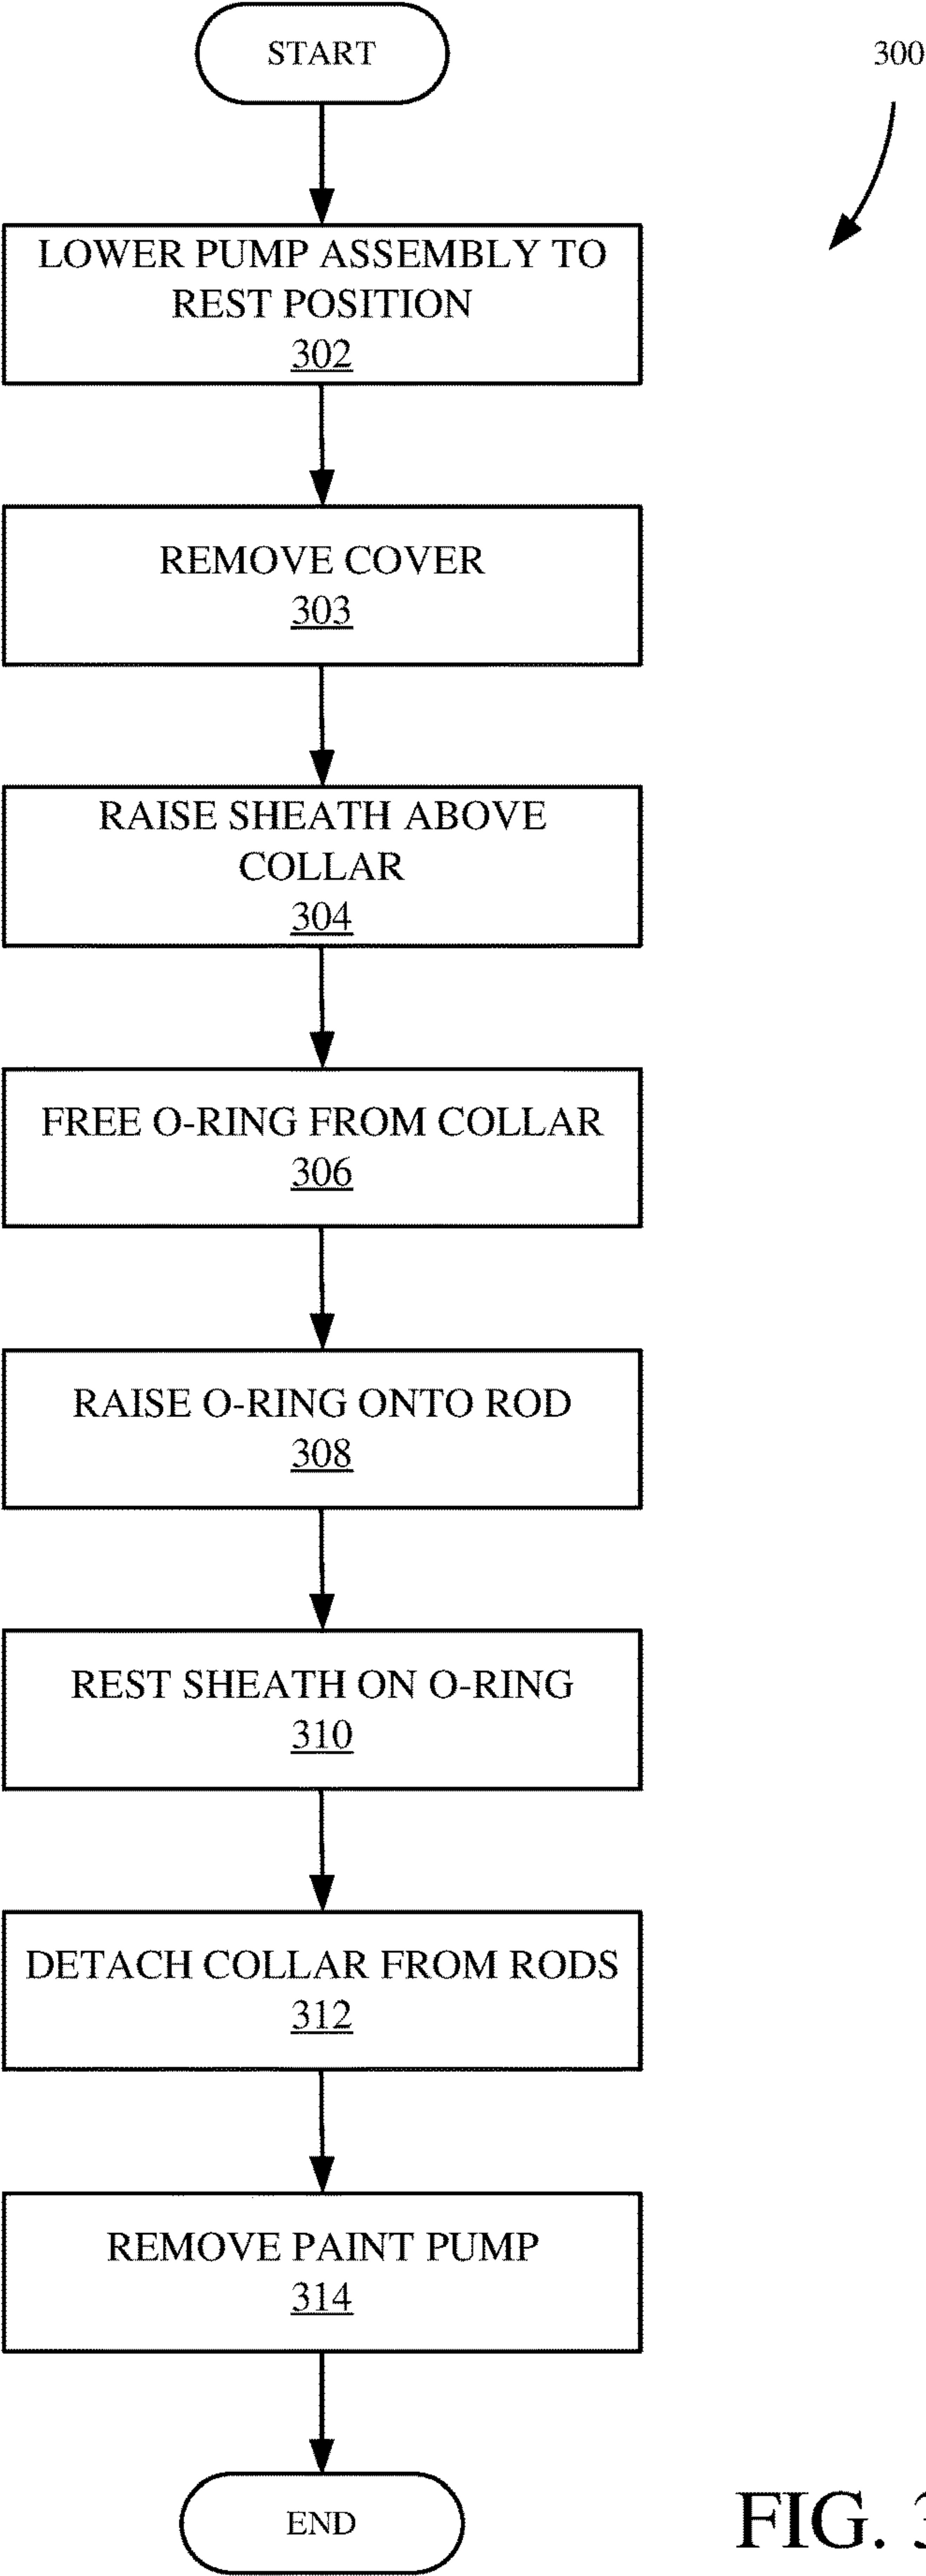 START
300
LOWER PUMP ASSEMBLY TO
REST POSITION
302
REMOVE COVER
303
RAISE SHEATH ABOVE
COLLAR
304
FREE O-RING FROM COLLAR
306
RAISE O-RING ONTO ROD
308
REST SHEATH ON O-RING
310
DETACH COLLAR FROM RODS
312
REMOVE PAINT PUMP
314
END
FIG. 3